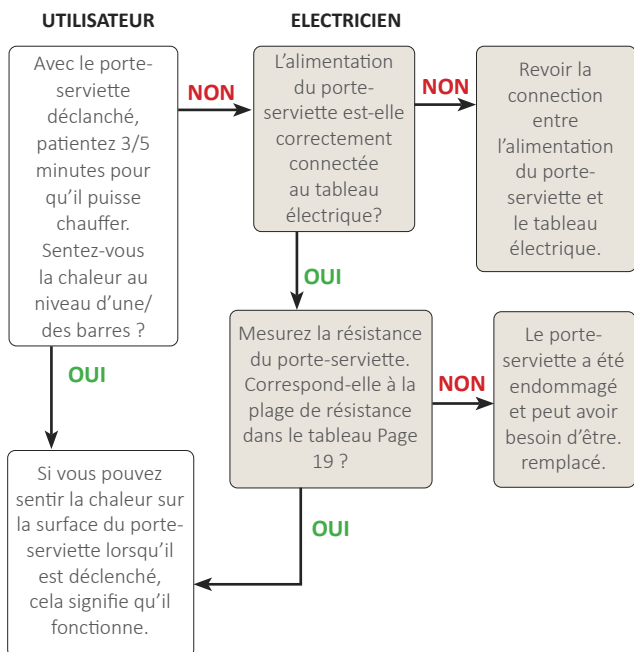 UTILISATEUR
ELECTRICIEN
Avec le porte-
serviette
déclanché,
patientez 3/5
minutes pour
qu'il puisse
chauffer.
Sentez-vous
la chaleur au
niveau d'une/
des barres ?
NON
L'alimentation
du porte-
serviette est-elle
correctement
connectée
au tableau
électrique?
NON
Revoir la
connection
entre
l'alimentation
du porte-
serviette et
le tableau
électrique.
OUI
OUI
Mesurez la résistance
du porte-serviette.
Correspond-elle à la
plage de résistance
dans le tableau Page
19 ?
NON
Le porte-
serviette a été
endommagé
et peut avoir
besoin d'être.
remplacé.
OUI
Si vous pouvez
sentir la chaleur sur
la surface du porte-
serviette lorsqu'il
est déclenché,
cela signifie qu'il
fonctionne.